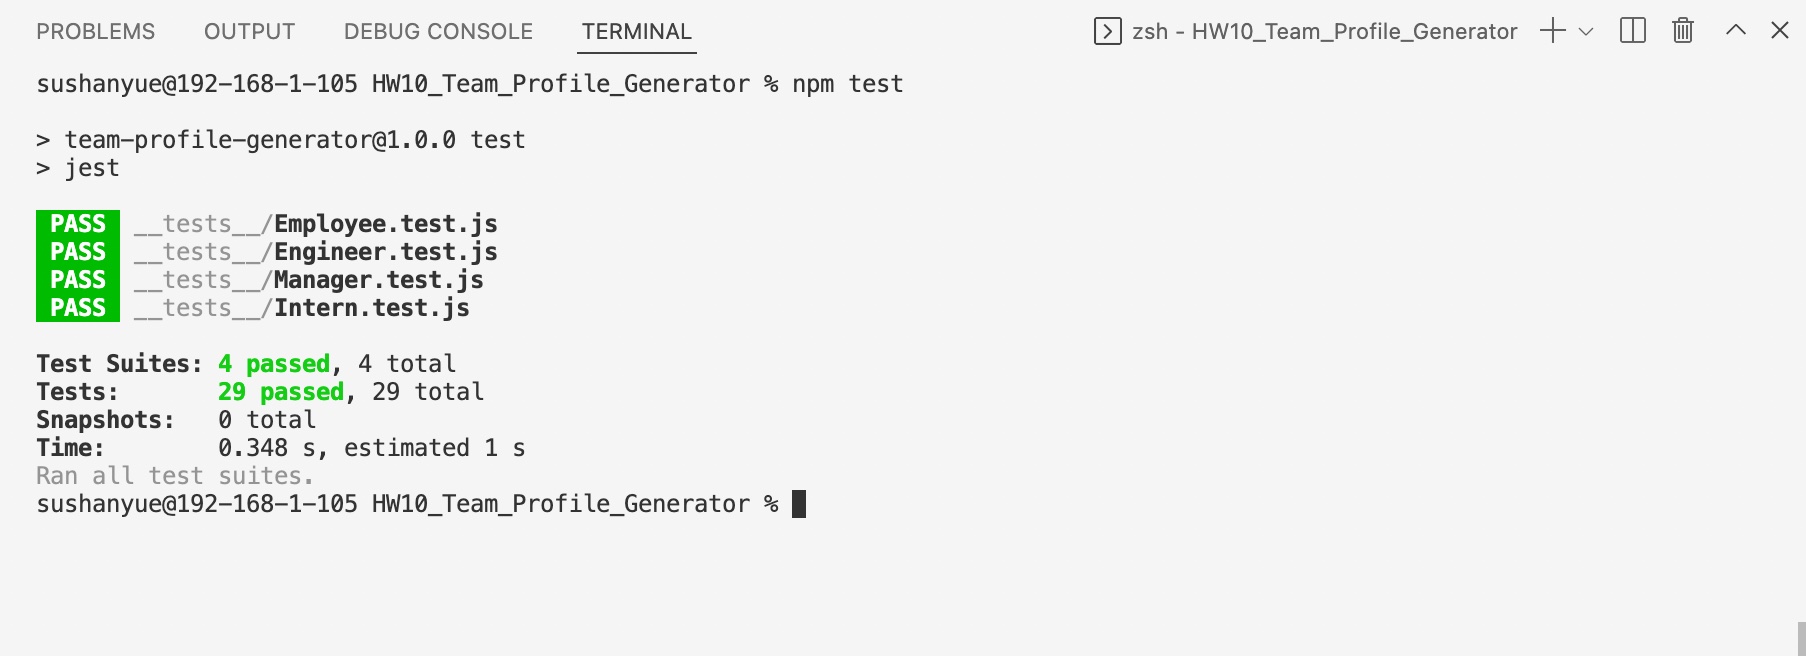 PROBLEMS OUTPUT DEBUG CONSOLE TERMINAL zsh - HW10_Team_Profile_Generator
sushanyue@192-168-1-105 HW10_Team_Profile_Generator % npm test
> team-profile-generator@1.0.0 test
> jest
PASS __tests__/Employee.test.js
PASS __tests__/Engineer.test.js
PASS __tests__/Manager.test.js
PASS __tests__/Intern.test.js
Test Suites: 4 passed, 4 total
Tests: 29 passed, 29 total
Snapshots: 0 total
Time: 0.348 s, estimated 1 s
Ran all test suites.
sushanyue@192-168-1-105 HW10_Team_Profile_Generator %